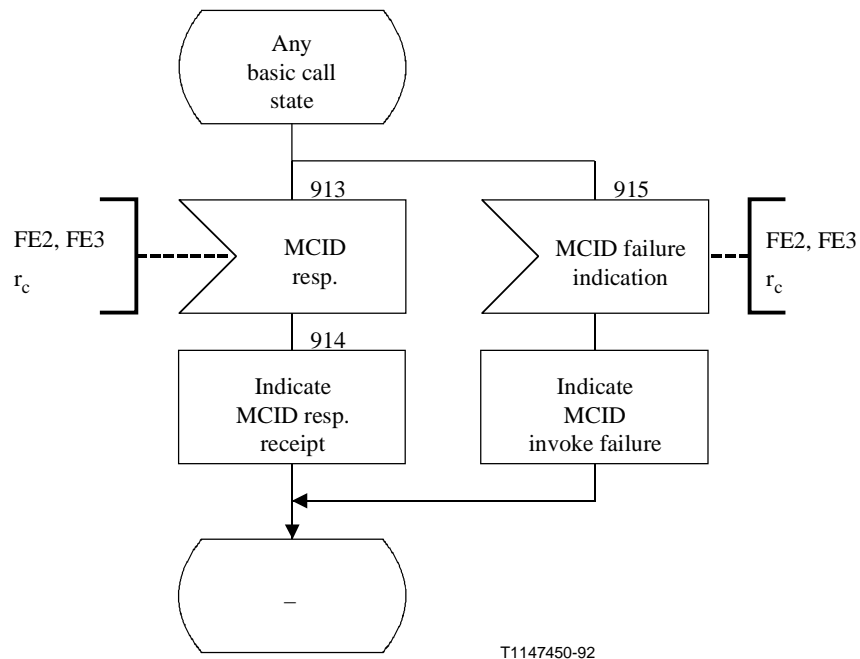 Any
basic call
state
913
915
FE2, FE3
r_c
MCID
resp.
MCID failure
indication
FE2, FE3
r_c
914
Indicate
MCID resp.
receipt
Indicate
MCID
invoke failure
–
T1147450-92